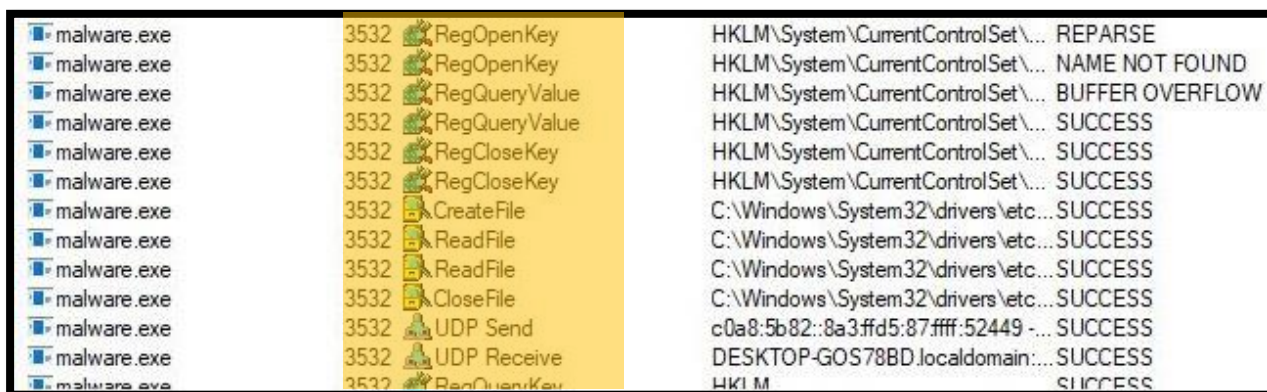 malware.exe 3532 RegOpenKey HKLM\System\CurrentControlSet\... REPARSE
malware.exe 3532 RegOpenKey HKLM\System\CurrentControlSet\... NAME NOT FOUND
malware.exe 3532 RegQueryValue HKLM\System\CurrentControlSet\... BUFFER OVERFLOW
malware.exe 3532 RegQueryValue HKLM\System\CurrentControlSet\... SUCCESS
malware.exe 3532 RegCloseKey HKLM\System\CurrentControlSet\... SUCCESS
malware.exe 3532 RegCloseKey HKLM\System\CurrentControlSet\... SUCCESS
malware.exe 3532 CreateFile C:\Windows\System32\drivers\etc... SUCCESS
malware.exe 3532 ReadFile C:\Windows\System32\drivers\etc... SUCCESS
malware.exe 3532 ReadFile C:\Windows\System32\drivers\etc... SUCCESS
malware.exe 3532 CloseFile C:\Windows\System32\drivers\etc... SUCCESS
malware.exe 3532 UDP Send c0a8:5b82::8a3:ffd5:87:ffff:52449 -... SUCCESS
malware.exe 3532 UDP Receive DESKTOP-GOS78BD.localdomain:... SUCCESS
malware.exe 3532 RegQueryKey HKLM SUCCESS